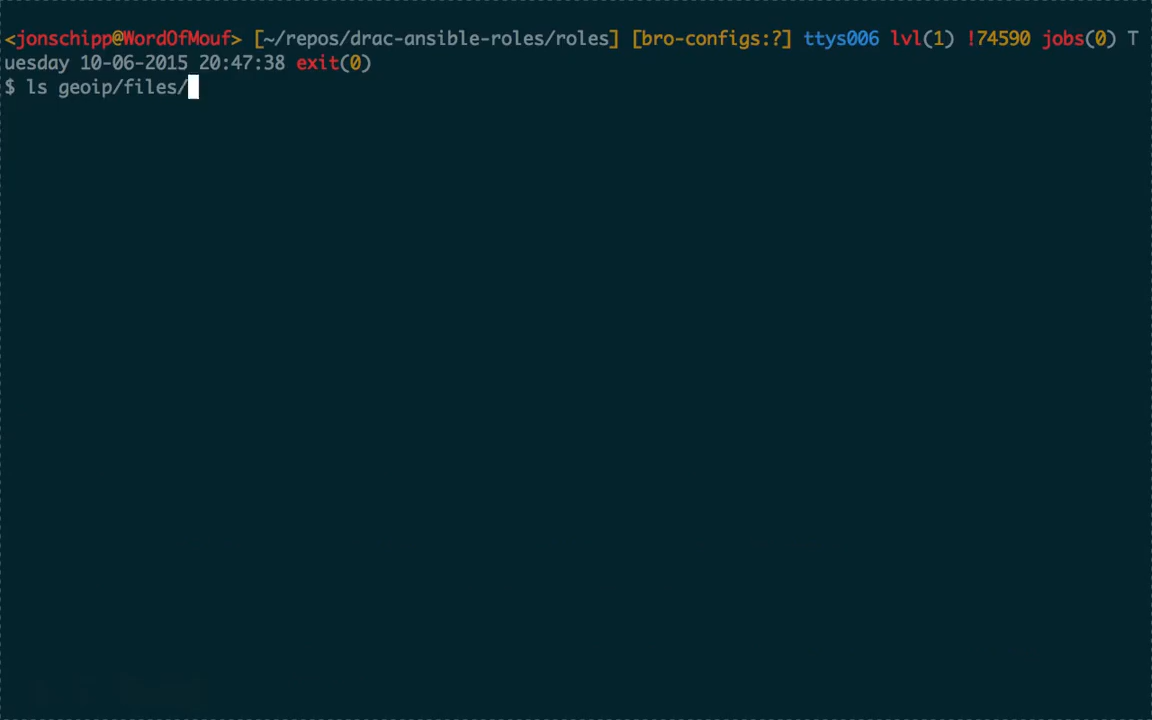 <jonschipp@WordOfMouf> [~/repos/drac-ansible-roles/roles] [bro-configs:?] ttys006 lvl(1) !74590 jobs(0) T
uesday 10-06-2015 20:47:38 exit(0)
$ ls geoip/files/